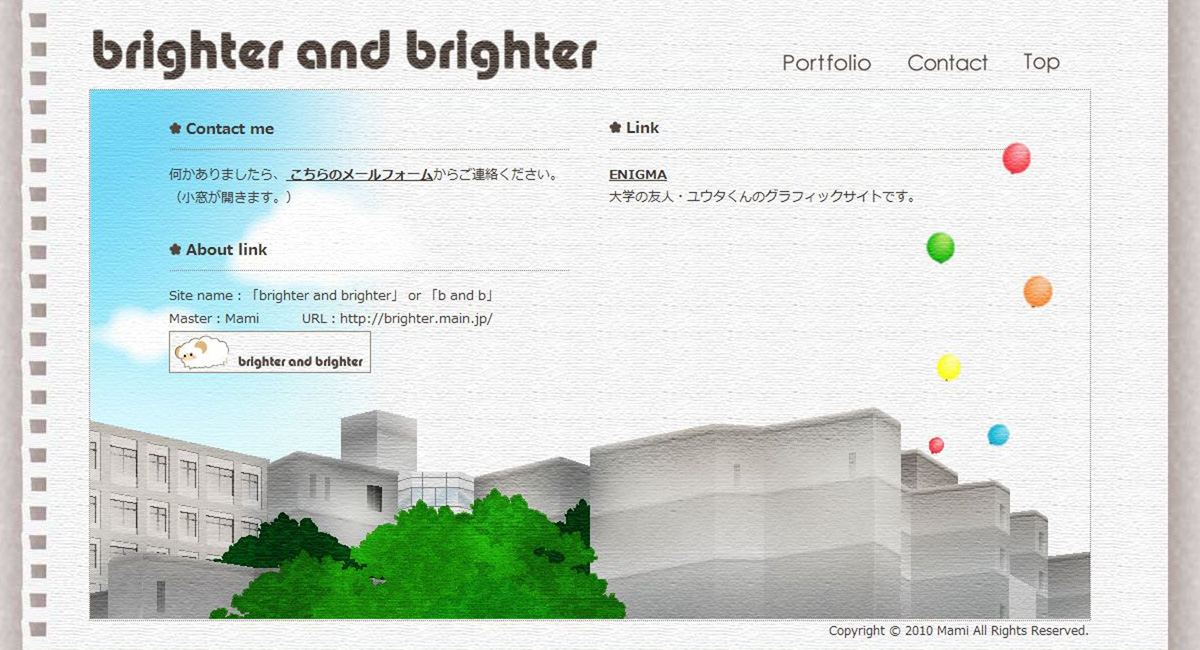 brighter and brighter
Portfolio Contact Top
Contact me
何かありましたら、 こちらのメールフォームからご連絡ください。
（小窓が開きます。）
About link
Site name : 「brighter and brighter」 or 「b and b」
Master : Mami URL : http://brighter.main.jp/
brighter and brighter
Link
ENIGMA
大学の友人・ユウタくんのグラフィックサイトです。
Copyright © 2010 Mami All Rights Reserved.